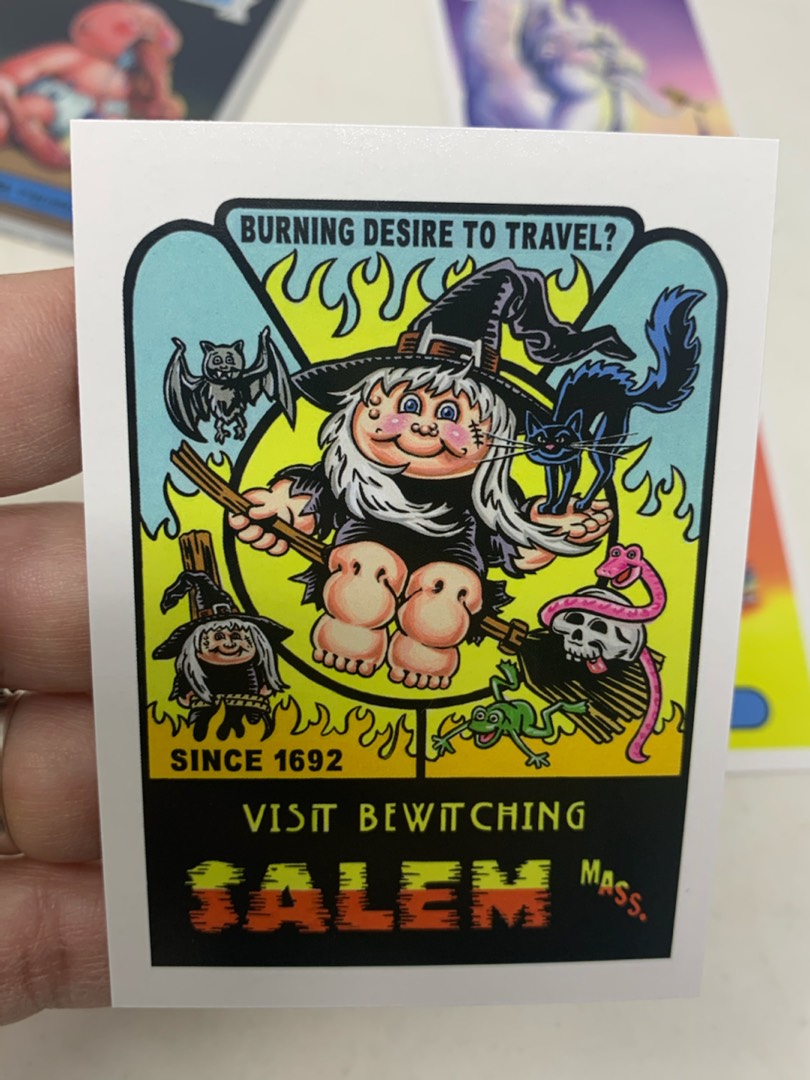 BURNING DESIRE TO TRAVEL?
SINCE 1692
VISIT BEWITCHING
SALEM MASS.